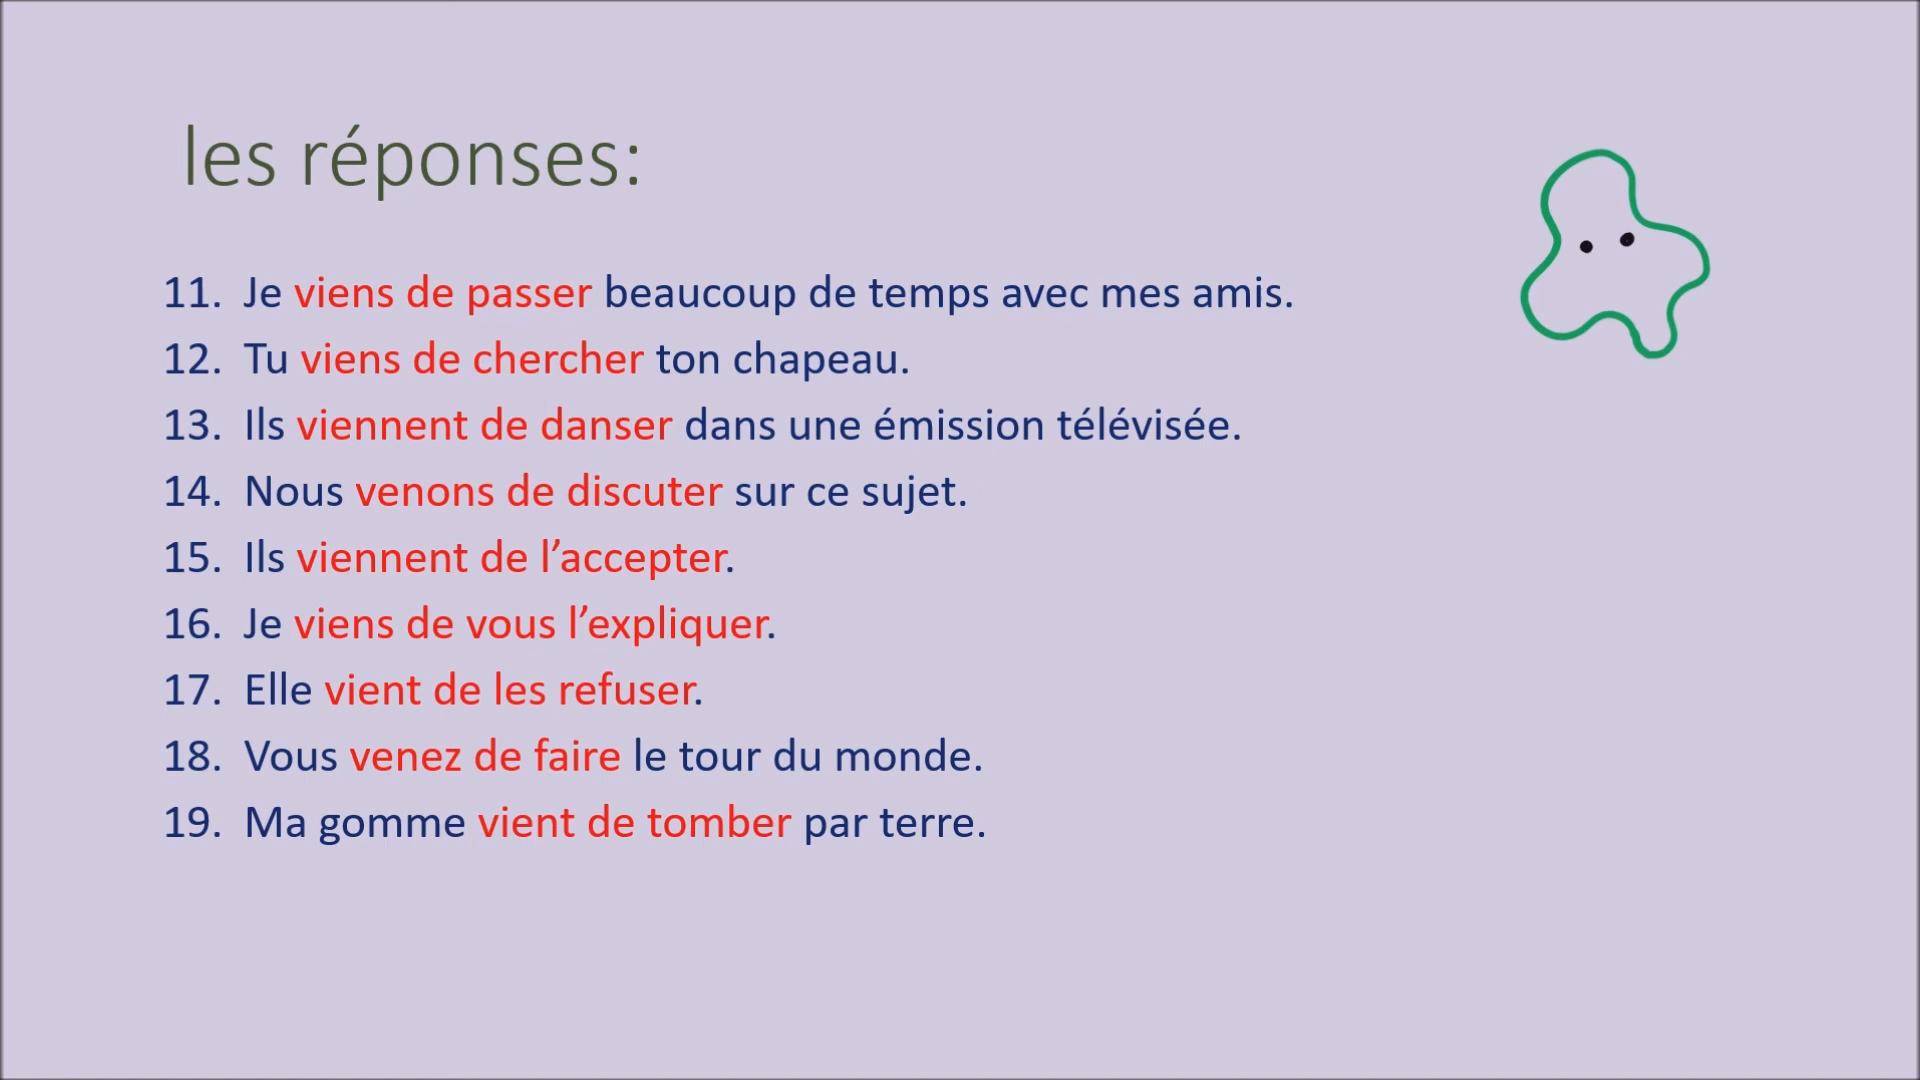 les réponses:
11. Je viens de passer beaucoup de temps avec mes amis.
12. Tu viens de chercher ton chapeau.
13. Ils viennent de danser dans une émission télévisée.
14. Nous venons de discuter sur ce sujet.
15. Ils viennent de l’accepter.
16. Je viens de vous l’expliquer.
17. Elle vient de les refuser.
18. Vous venez de faire le tour du monde.
19. Ma gomme vient de tomber par terre.